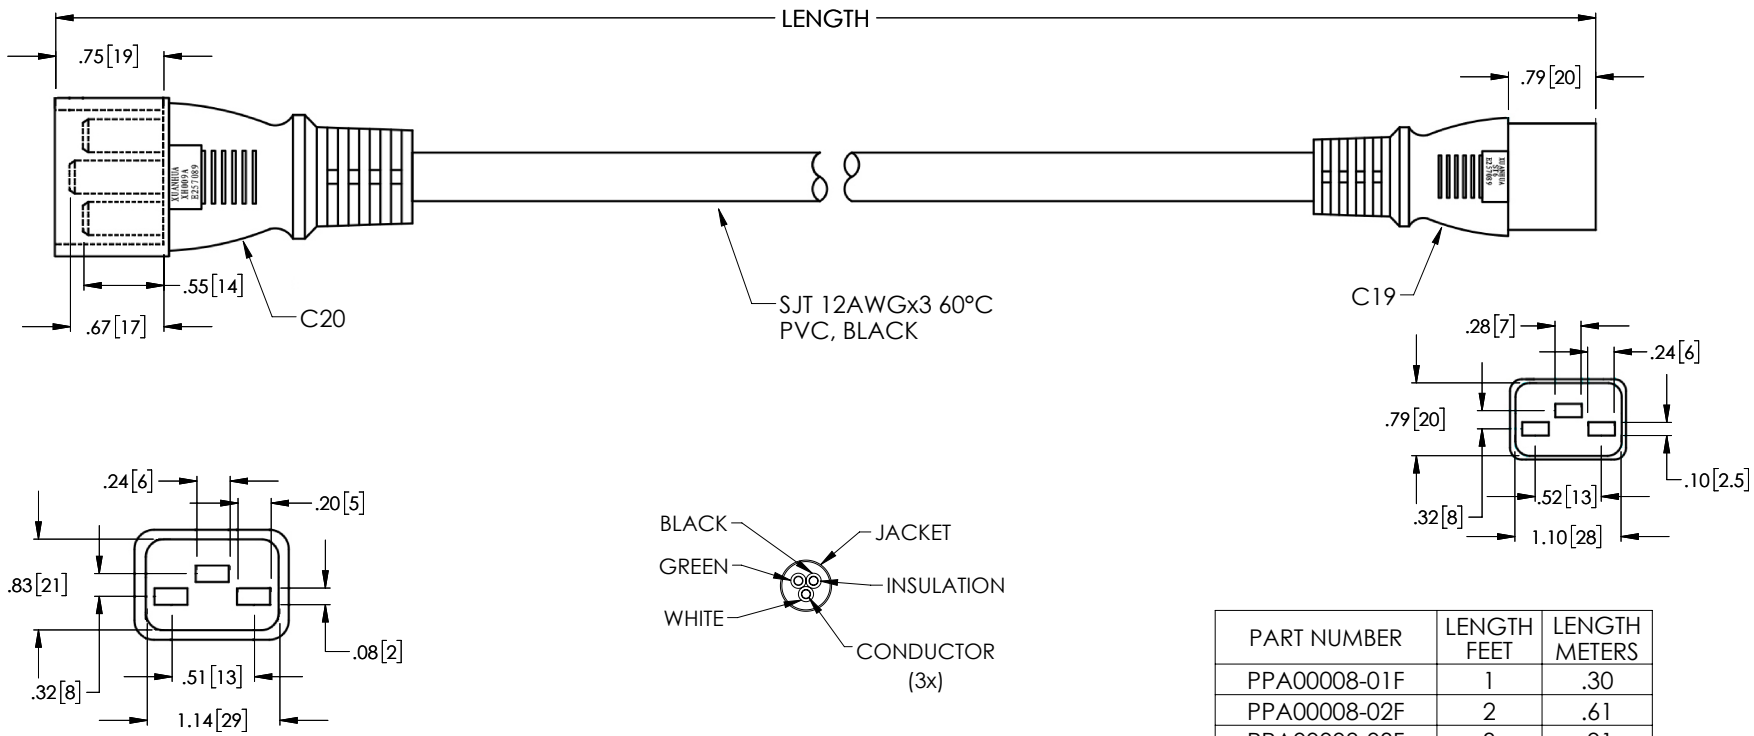 LENGTH
.75[19]
.79[20]
XUANHUA
XH009A
E257089
XUANHUA
E257089
.55[14]
.67[17]
C20
SJT 12AWGx3 60°C
PVC, BLACK
C19
.28[7]
.24[6]
.79[20]
.10[2.5]
.52[13]
.32[8]
1.10[28]
.24[6]
.20[5]
.83[21]
.08[2]
.51[13]
.32[8]
1.14[29]
BLACK
JACKET
GREEN
INSULATION
WHITE
CONDUCTOR
(3x)
PART NUMBER
LENGTH
FEET
LENGTH
METERS
PPA00008-01F 1 .30
PPA00008-02F 2 .61